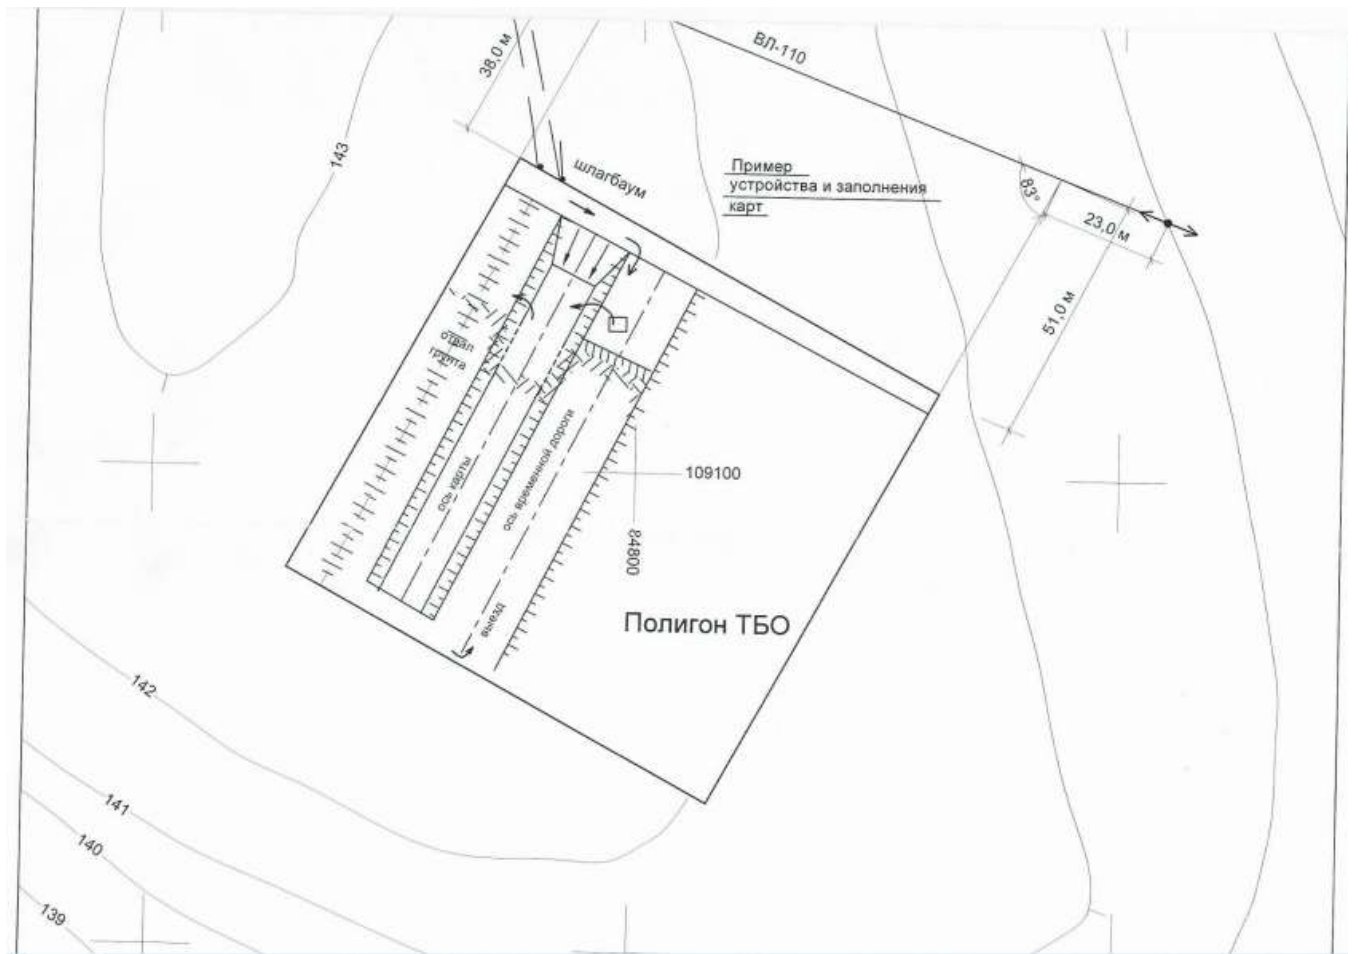 38,0 м
ВЛ-110
143
шлагбаум
Пример
устройства и заполнения
карт
83°
23,0 м
51,0 м
отвал
грунта
ось карты
ось временной дороги
109100
84800
выезд
Полигон ТБО
142
141
140
139